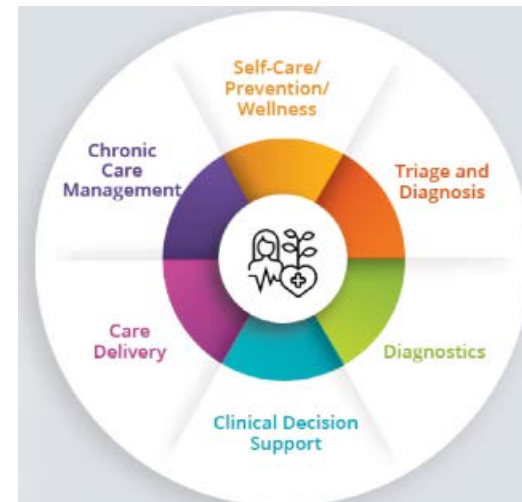 Self-Care/
Prevention/
Wellness
Triage and
Diagnosis
Diagnostics
Clinical Decision
Support
Care
Delivery
Chronic
Care
Management